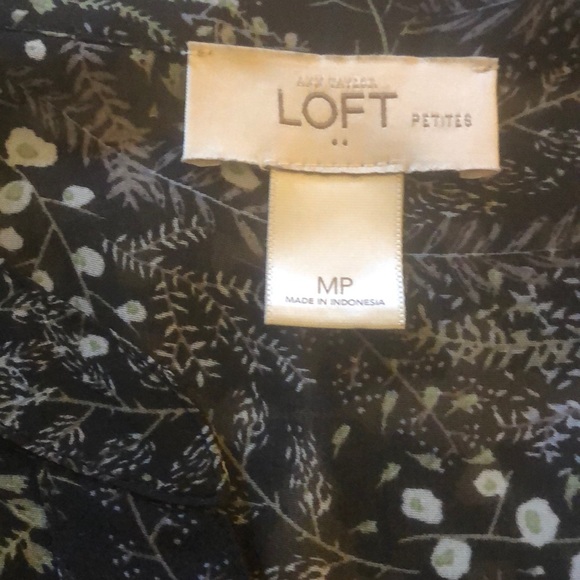 ANN TAYLOR
LOFT PETITES
MP
MADE IN INDONESIA